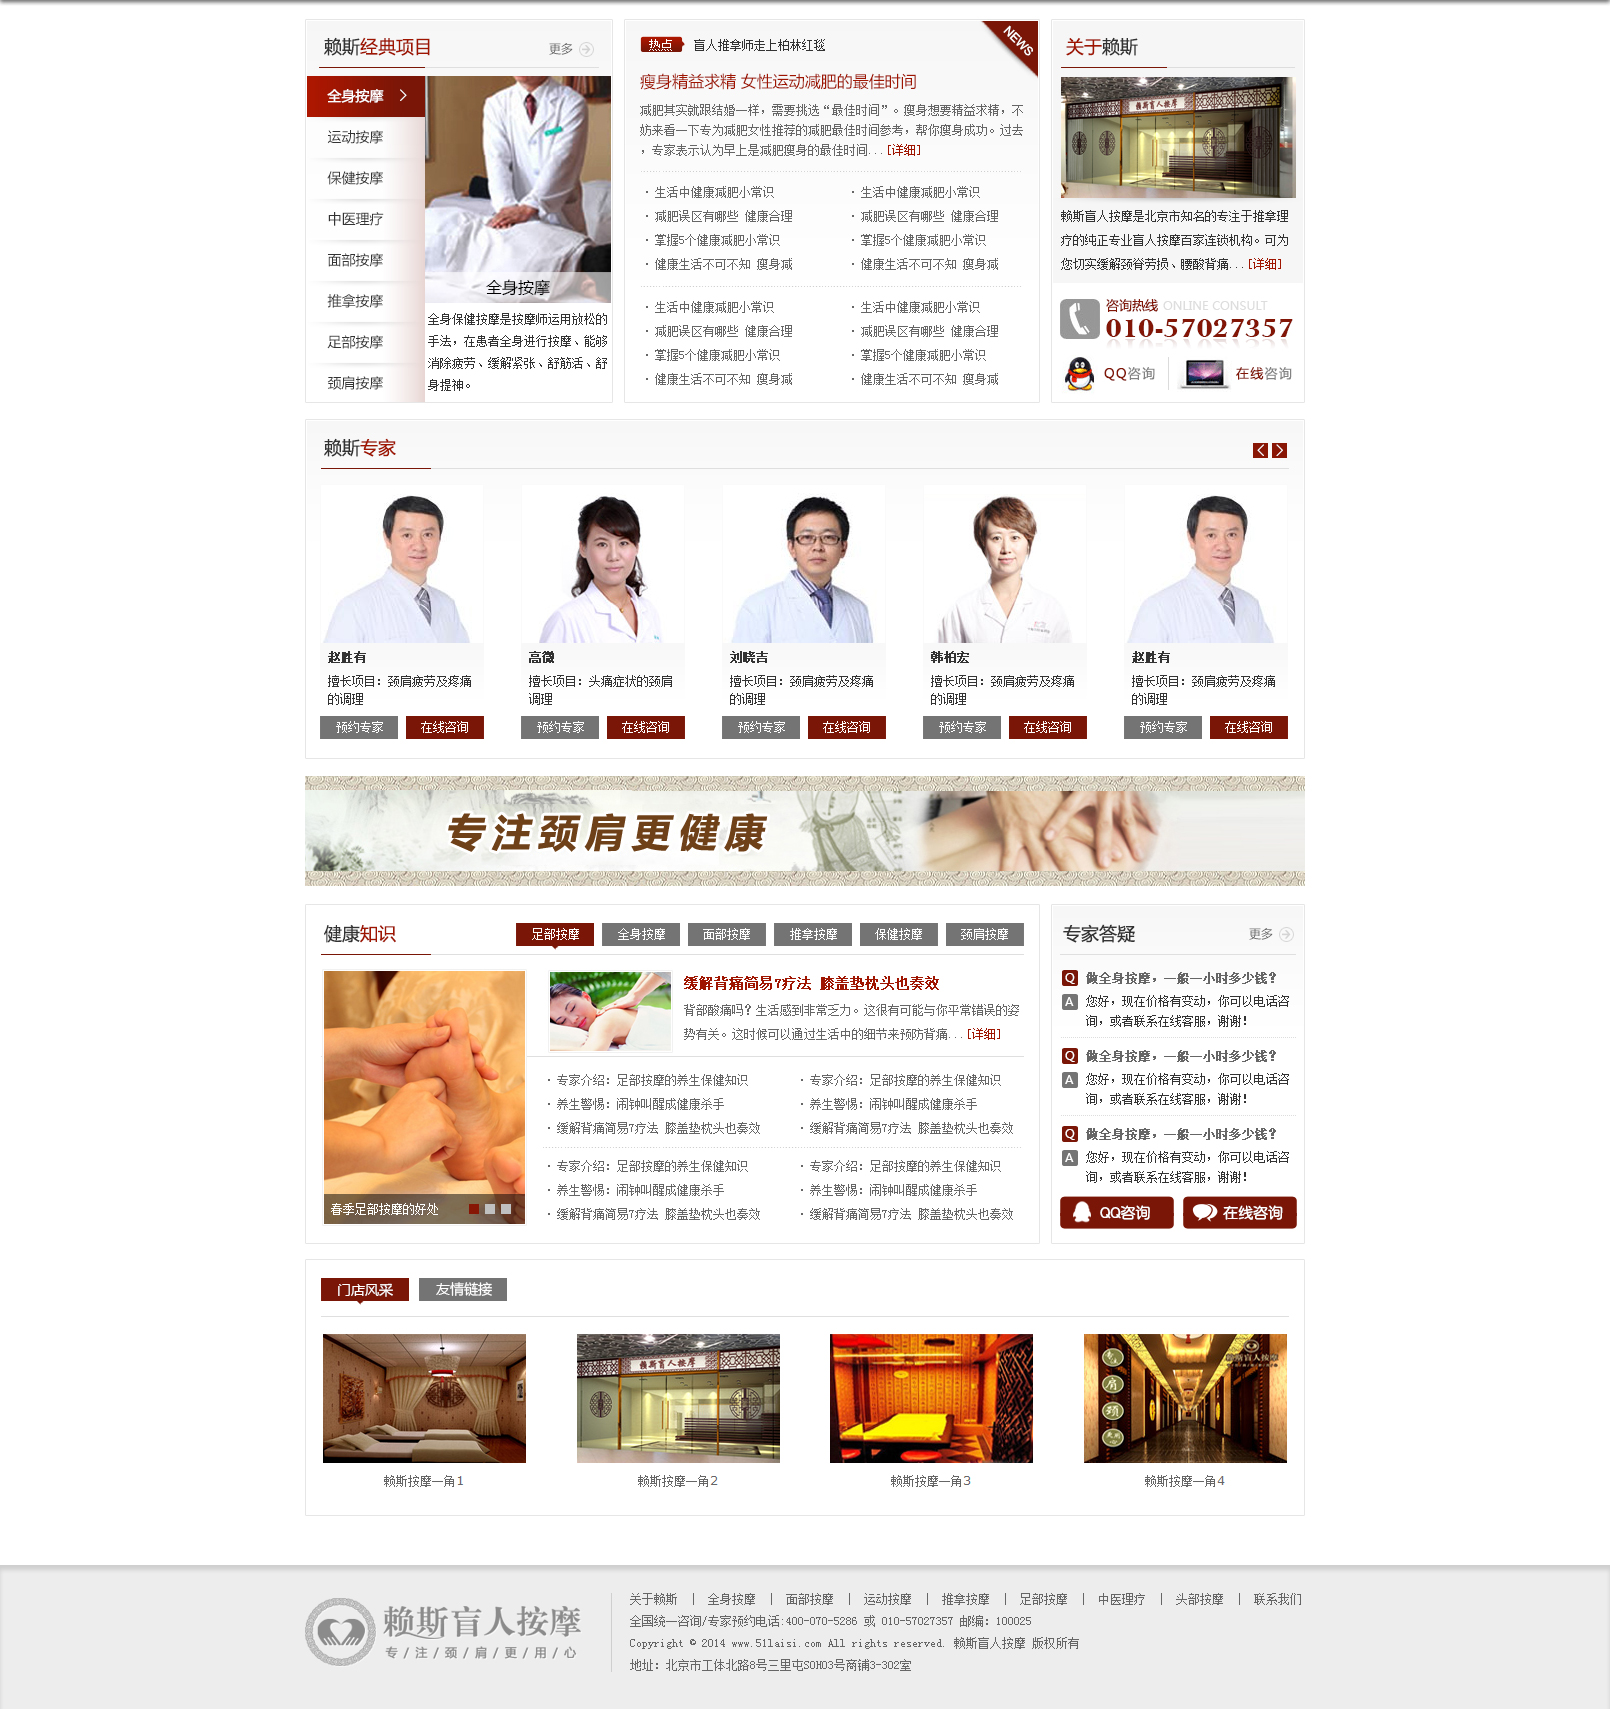 赖斯经典项目
更多
全身按摩
运动按摩
保健按摩
中医理疗
面部按摩
推拿按摩
足部按摩
颈肩按摩
全身按摩
全身保健按摩是按摩师运用放松的
手法，在患者全身进行按摩、能够
消除疲劳、缓解紧张、舒筋活、舒
身提神。
热点 盲人推拿师走上柏林红毯
NEWS
瘦身精益求精 女性运动减肥的最佳时间
减肥其实就跟结婚一样，需要挑选“最佳时间”。瘦身想要精益求精，不
妨来看一下专为减肥女性推荐的减肥最佳时间参考，帮你瘦身成功。过去
，专家表示认为早上是减肥瘦身的最佳时间...[详细]
· 生活中健康减肥小常识 · 生活中健康减肥小常识
· 减肥误区有哪些 健康合理 · 减肥误区有哪些 健康合理
· 掌握5个健康减肥小常识 · 掌握5个健康减肥小常识
· 健康生活不可不知 瘦身减 · 健康生活不可不知 瘦身减
· 生活中健康减肥小常识 · 生活中健康减肥小常识
· 减肥误区有哪些 健康合理 · 减肥误区有哪些 健康合理
· 掌握5个健康减肥小常识 · 掌握5个健康减肥小常识
· 健康生活不可不知 瘦身减 · 健康生活不可不知 瘦身减
关于赖斯
赖斯盲人按摩
赖斯盲人按摩是北京市知名的专注于推拿理
疗的纯正专业盲人按摩百家连锁机构。可为
您切实缓解颈脊劳损、腰酸背痛...[详细]
咨询热线 ONLINE CONSULT
010-57027357
QQ咨询 在线咨询
赖斯专家
赵胜有 高微 刘晓吉 韩柏宏 赵胜有
擅长项目：颈肩疲劳及疼痛 擅长项目：头痛症状的颈肩 擅长项目：颈肩疲劳及疼痛 擅长项目：颈肩疲劳及疼痛 擅长项目：颈肩疲劳及疼痛
的调理 调理 的调理 的调理 的调理
预约专家 在线咨询 预约专家 在线咨询 预约专家 在线咨询 预约专家 在线咨询 预约专家 在线咨询
专注颈肩更健康
健康知识
足部按摩 全身按摩 面部按摩 推拿按摩 保健按摩 颈肩按摩
春季足部按摩的好处
缓解背痛简易7疗法 膝盖垫枕头也奏效
背部酸痛吗？生活感到非常乏力。这很有可能与你平常错误的姿
势有关。这时候可以通过生活中的细节来预防背痛...[详细]
· 专家介绍：足部按摩的养生保健知识 · 专家介绍：足部按摩的养生保健知识
· 养生警惕：闹钟叫醒成健康杀手 · 养生警惕：闹钟叫醒成健康杀手
· 缓解背痛简易7疗法 膝盖垫枕头也奏效 · 缓解背痛简易7疗法 膝盖垫枕头也奏效
· 专家介绍：足部按摩的养生保健知识 · 专家介绍：足部按摩的养生保健知识
· 养生警惕：闹钟叫醒成健康杀手 · 养生警惕：闹钟叫醒成健康杀手
· 缓解背痛简易7疗法 膝盖垫枕头也奏效 · 缓解背痛简易7疗法 膝盖垫枕头也奏效
专家答疑
更多
Q 做全身按摩，一般一小时多少钱？
A 您好，现在价格有变动，你可以电话咨
询，或者联系在线客服，谢谢！
Q 做全身按摩，一般一小时多少钱？
A 您好，现在价格有变动，你可以电话咨
询，或者联系在线客服，谢谢！
Q 做全身按摩，一般一小时多少钱？
A 您好，现在价格有变动，你可以电话咨
询，或者联系在线客服，谢谢！
QQ咨询 在线咨询
门店风采 友情链接
赖斯盲人按摩
赖斯盲人按摩
肩
颈
赖斯按摩一角1 赖斯按摩一角2 赖斯按摩一角3 赖斯按摩一角4
赖斯盲人按摩
专/注/颈/肩/更/用/心
关于赖斯 | 全身按摩 | 面部按摩 | 运动按摩 | 推拿按摩 | 足部按摩 | 中医理疗 | 头部按摩 | 联系我们
全国统一咨询/专家预约电话:400-070-5286 或 010-57027357 邮编：100025
Copyright © 2014 www.51laisi.com All rights reserved. 赖斯盲人按摩 版权所有
地址：北京市工体北路8号三里屯SOHO3号商铺3-302室